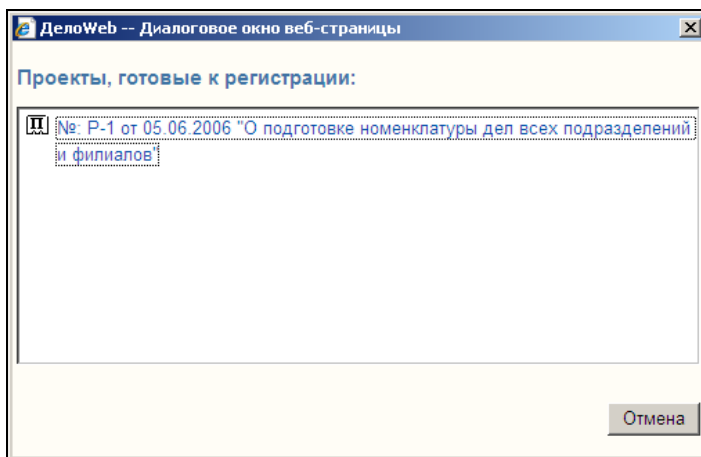 ДелоWeb -- Диалоговое окно веб-страницы
Проекты, готовые к регистрации:
П №: Р-1 от 05.06.2006 "О подготовке номенклатуры дел всех подразделений
и филиалов"
Отмена